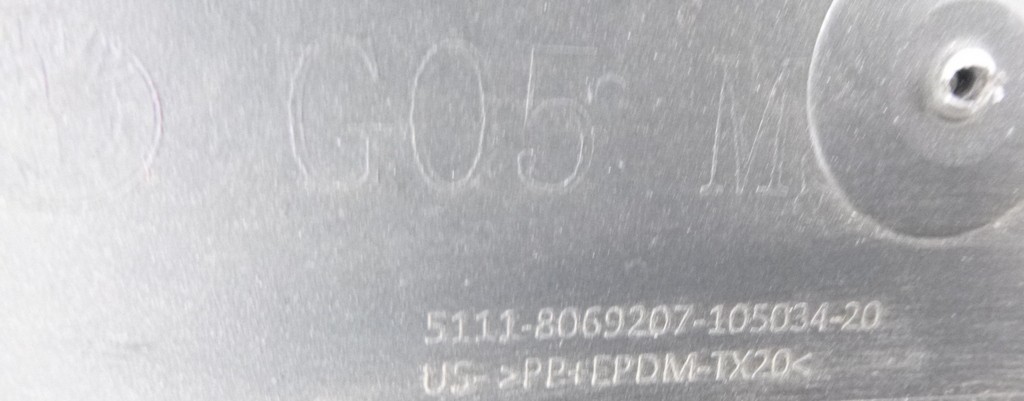 G05 M
5111-8069207-105034-20
US- >PP+EPDM-TX20<